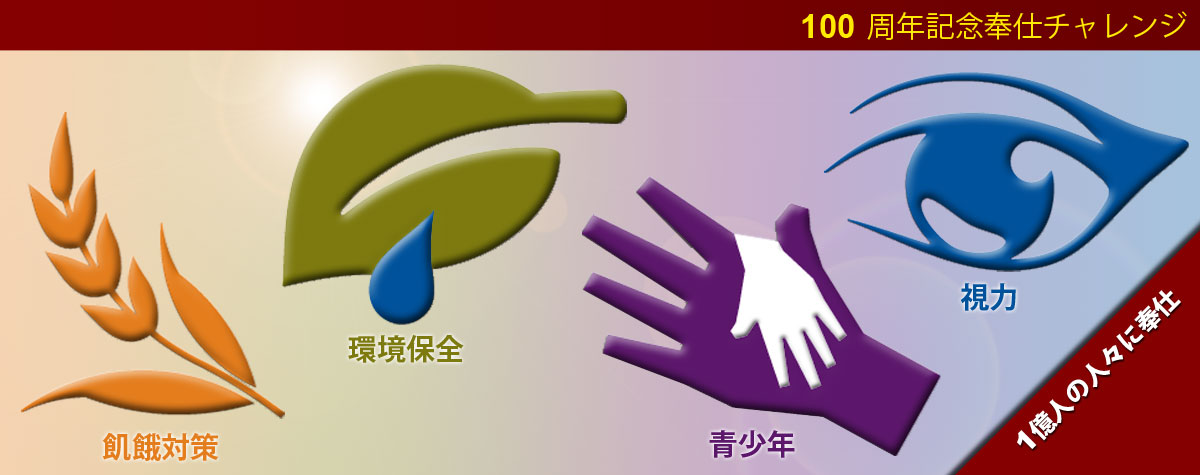 100 周年記念奉仕チャレンジ
飢餓対策
環境保全
青少年
視力
1億人の人々に奉仕